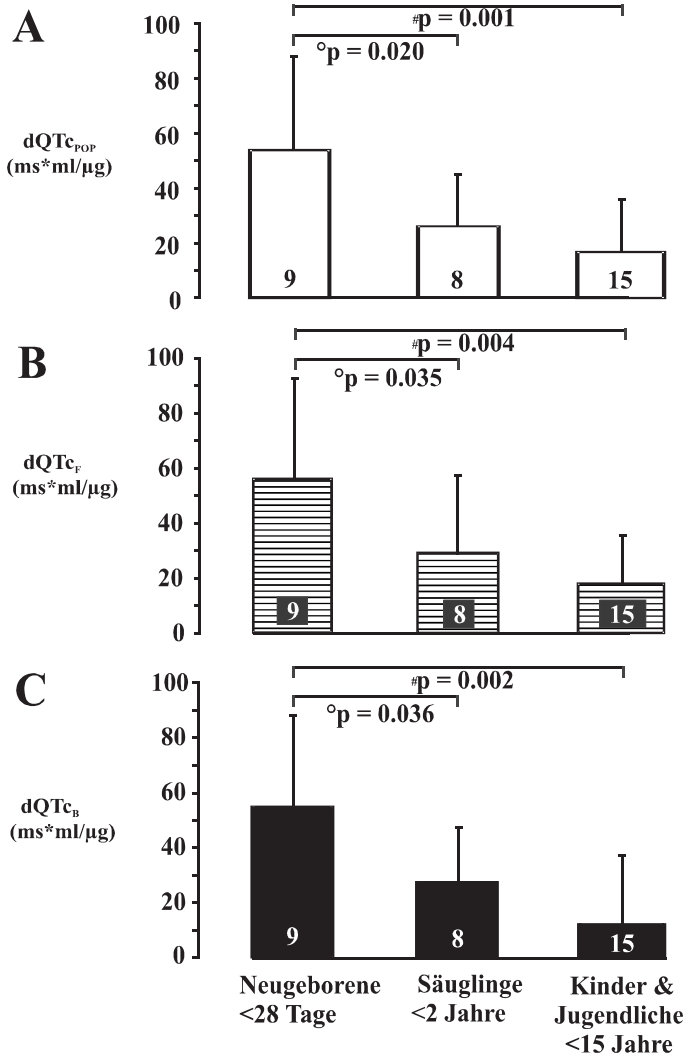 A
#p = 0.001
°p = 0.020
dQTcPOP
(ms*ml/µg)
100
80
60
40
20
0
9
8
15
B
#p = 0.004
°p = 0.035
dQTcF
(ms*ml/µg)
100
80
60
40
20
0
9
8
15
C
#p = 0.002
°p = 0.036
dQTcB
(ms*ml/µg)
100
80
60
40
20
0
9
8
15
Neugeborene
<28 Tage
Säuglinge
<2 Jahre
Kinder &
Jugendliche
<15 Jahre